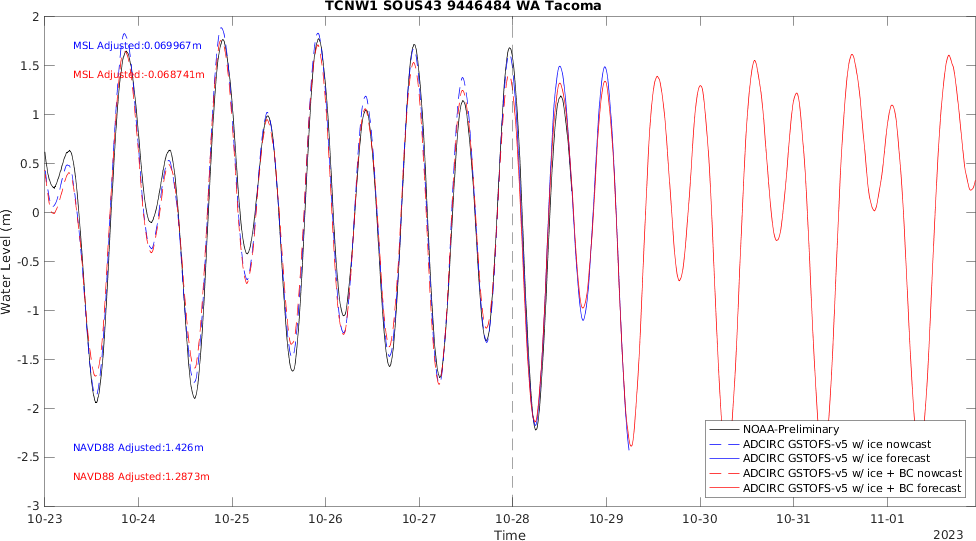 TCNW1 SOUS43 9446484 WA Tacoma
2
1.5
1
0.5
0
-0.5
-1
-1.5
-2
-2.5
-3
Water Level (m)
MSL Adjusted:0.069967m
MSL Adjusted:-0.068741m
NAVD88 Adjusted:1.426m
NAVD88 Adjusted:1.2873m
NOAA-Preliminary
ADCIRC GSTOFS-v5 w/ ice nowcast
ADCIRC GSTOFS-v5 w/ ice forecast
ADCIRC GSTOFS-v5 w/ ice + BC nowcast
ADCIRC GSTOFS-v5 w/ ice + BC forecast
10-23 10-24 10-25 10-26 10-27 10-28 10-29 10-30 10-31 11-01
Time
2023